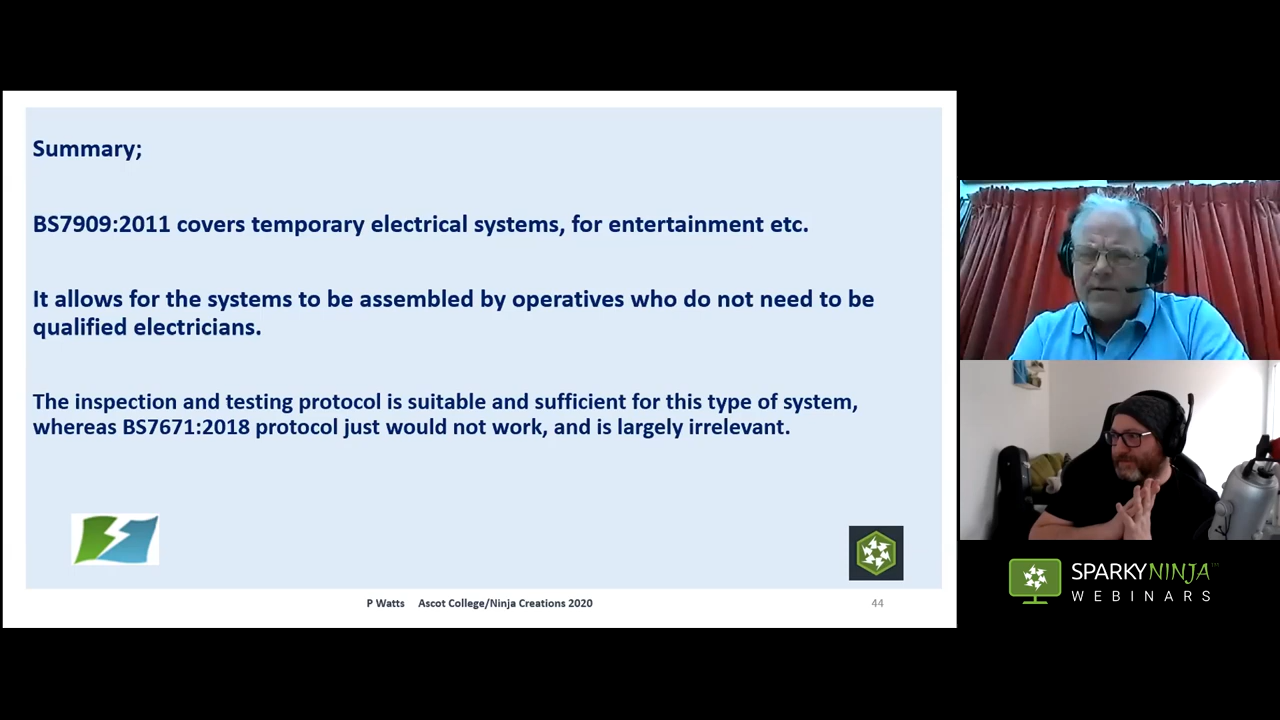 Summary;
BS7909:2011 covers temporary electrical systems, for entertainment etc.
It allows for the systems to be assembled by operatives who do not need to be
qualified electricians.
The inspection and testing protocol is suitable and sufficient for this type of system,
whereas BS7671:2018 protocol just would not work, and is largely irrelevant.
P Watts Ascot College/Ninja Creations 2020
44
SPARKYNINJA™
WEBINARS